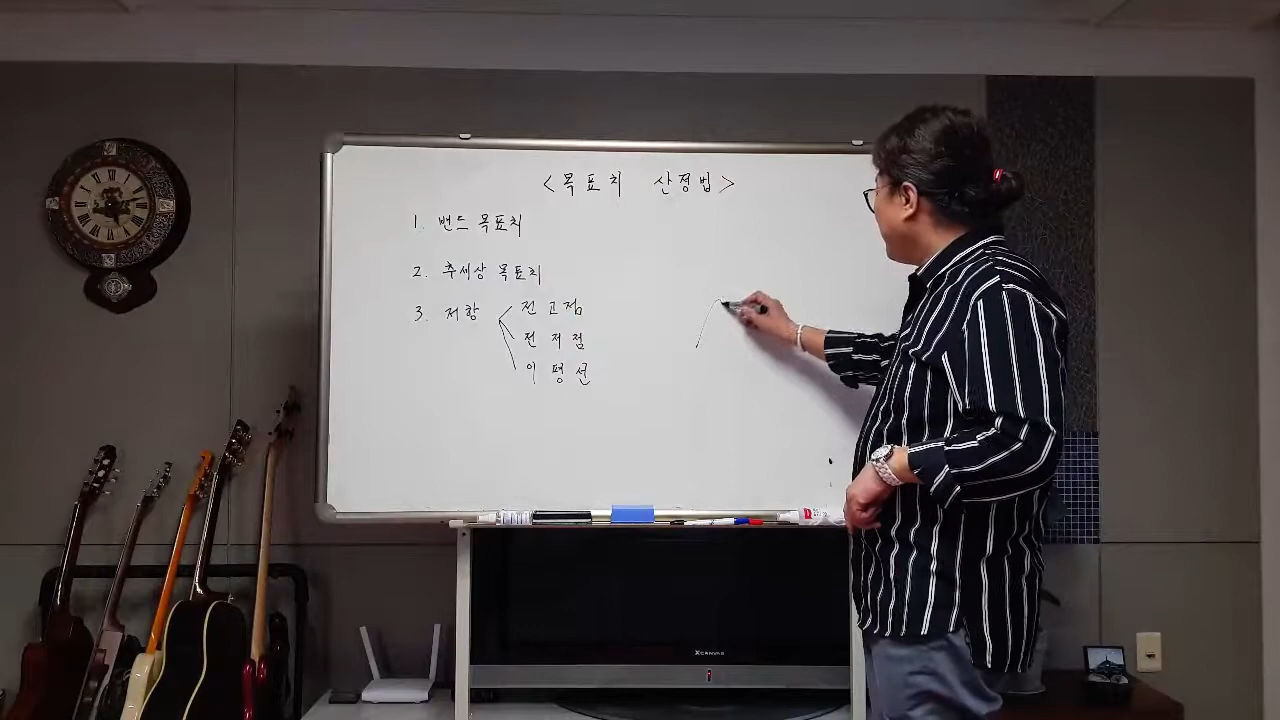 <목표치 산정법>
1. 밴드 목표치
2. 추세상 목표치
3. 저항 < 전고점
전저점
이평선
XCANVAS